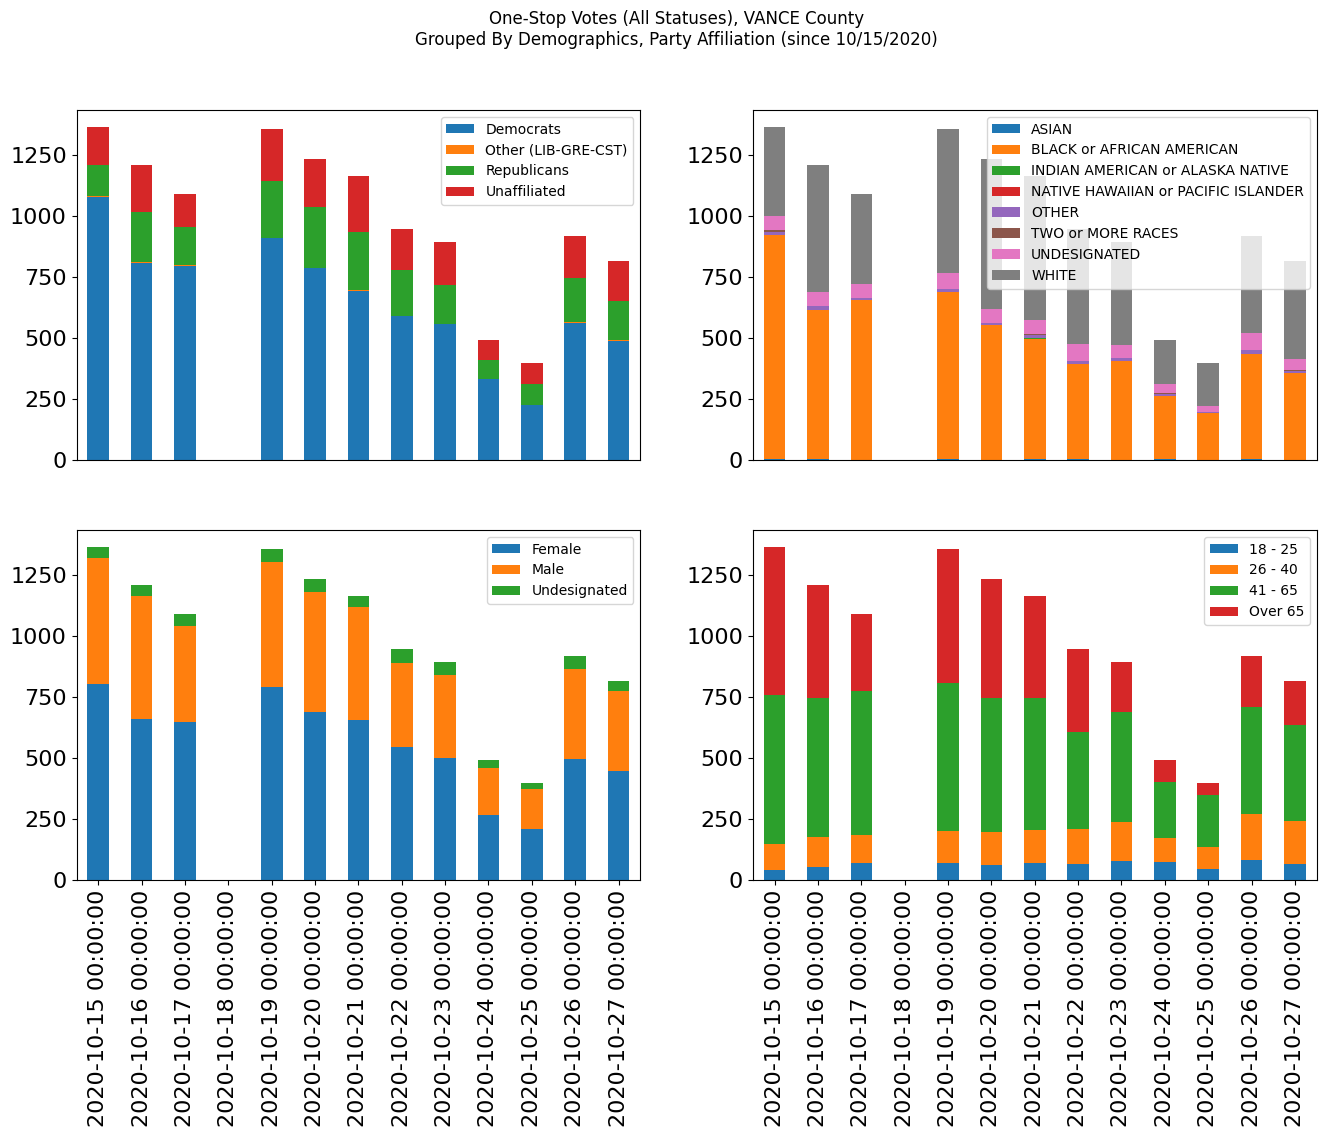 One-Stop Votes (All Statuses), VANCE County
Grouped By Demographics, Party Affiliation (since 10/15/2020)
1250
1000
750
500
250
0
Democrats
Other (LIB-GRE-CST)
Republicans
Unaffiliated
1250
1000
750
500
250
0
ASIAN
BLACK or AFRICAN AMERICAN
INDIAN AMERICAN or ALASKA NATIVE
NATIVE HAWAIIAN or PACIFIC ISLANDER
OTHER
TWO or MORE RACES
UNDESIGNATED
WHITE
1250
1000
750
500
250
0
Female
Male
Undesignated
2020-10-15 00:00:00
2020-10-16 00:00:00
2020-10-17 00:00:00
2020-10-18 00:00:00
2020-10-19 00:00:00
2020-10-20 00:00:00
2020-10-21 00:00:00
2020-10-22 00:00:00
2020-10-23 00:00:00
2020-10-24 00:00:00
2020-10-25 00:00:00
2020-10-26 00:00:00
2020-10-27 00:00:00
1250
1000
750
500
250
0
18 - 25
26 - 40
41 - 65
Over 65
2020-10-15 00:00:00
2020-10-16 00:00:00
2020-10-17 00:00:00
2020-10-18 00:00:00
2020-10-19 00:00:00
2020-10-20 00:00:00
2020-10-21 00:00:00
2020-10-22 00:00:00
2020-10-23 00:00:00
2020-10-24 00:00:00
2020-10-25 00:00:00
2020-10-26 00:00:00
2020-10-27 00:00:00